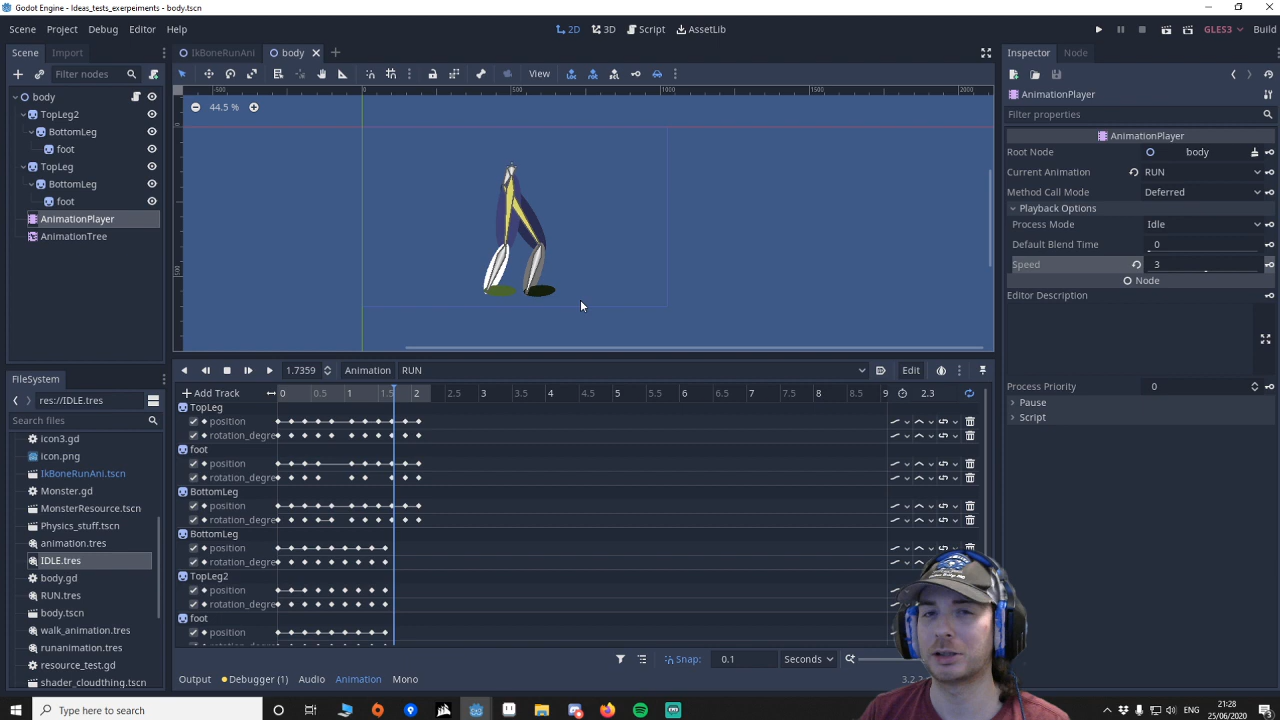 Godot Engine - Ideas_tests_exerpeiments - body.tscn
Scene Project Debug Editor Help
2D 3D Script AssetLib
GLES3 Build
Scene Import
IkBoneRunAni body
Inspector Node
Filter nodes
View
AnimationPlayer
Filter properties
body
TopLeg2
BottomLeg
foot
TopLeg
BottomLeg
foot
AnimationPlayer
AnimationTree
-500 0 500 1000 1500 2000
44.5 %
AnimationPlayer
Root Node body
Current Animation RUN
Method Call Mode Deferred
Playback Options
Process Mode Idle
Default Blend Time 0
Speed 3
Node
Editor Description
Process Priority 0
Pause
Script
FileSystem
res://IDLE.tres
Search files
icon3.gd
icon.png
IkBoneRunAni.tscn
Monster.gd
MonsterResource.tscn
Physics_stuff.tscn
animation.tres
IDLE.tres
body.gd
RUN.tres
body.tscn
walk_animation.tres
runanimation.tres
resource_test.gd
shader_cloudthing.tscn
1.7359 Animation RUN Edit
Add Track 0 0.5 1 1.5 2 2.5 3 3.5 4 4.5 5 5.5 6 6.5 7 7.5 8 8.5 9 2.3
TopLeg
position
rotation_degre
foot
position
rotation_degre
BottomLeg
position
rotation_degre
BottomLeg
position
rotation_degre
TopLeg2
position
rotation_degre
foot
position
Snap: 0.1 Seconds
Output Debugger (1) Audio Animation Mono
3.2.2
Type here to search
ENG
21:28
25/06/2020